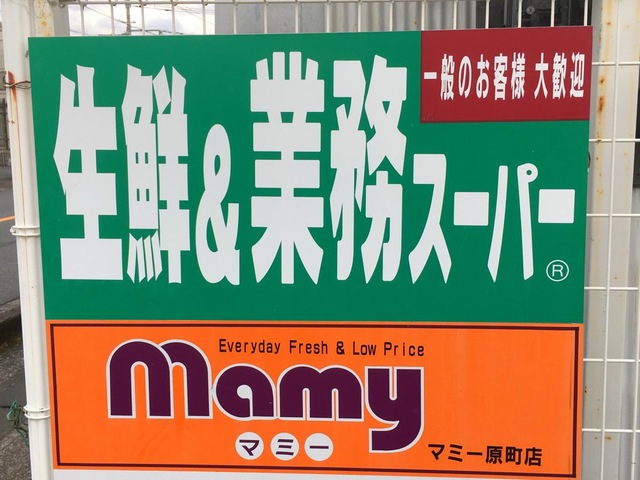 一般のお客様 大歓迎
生鮮&業務スーパー®
Everyday Fresh & Low Price
mamy
マミー
マミー原町店